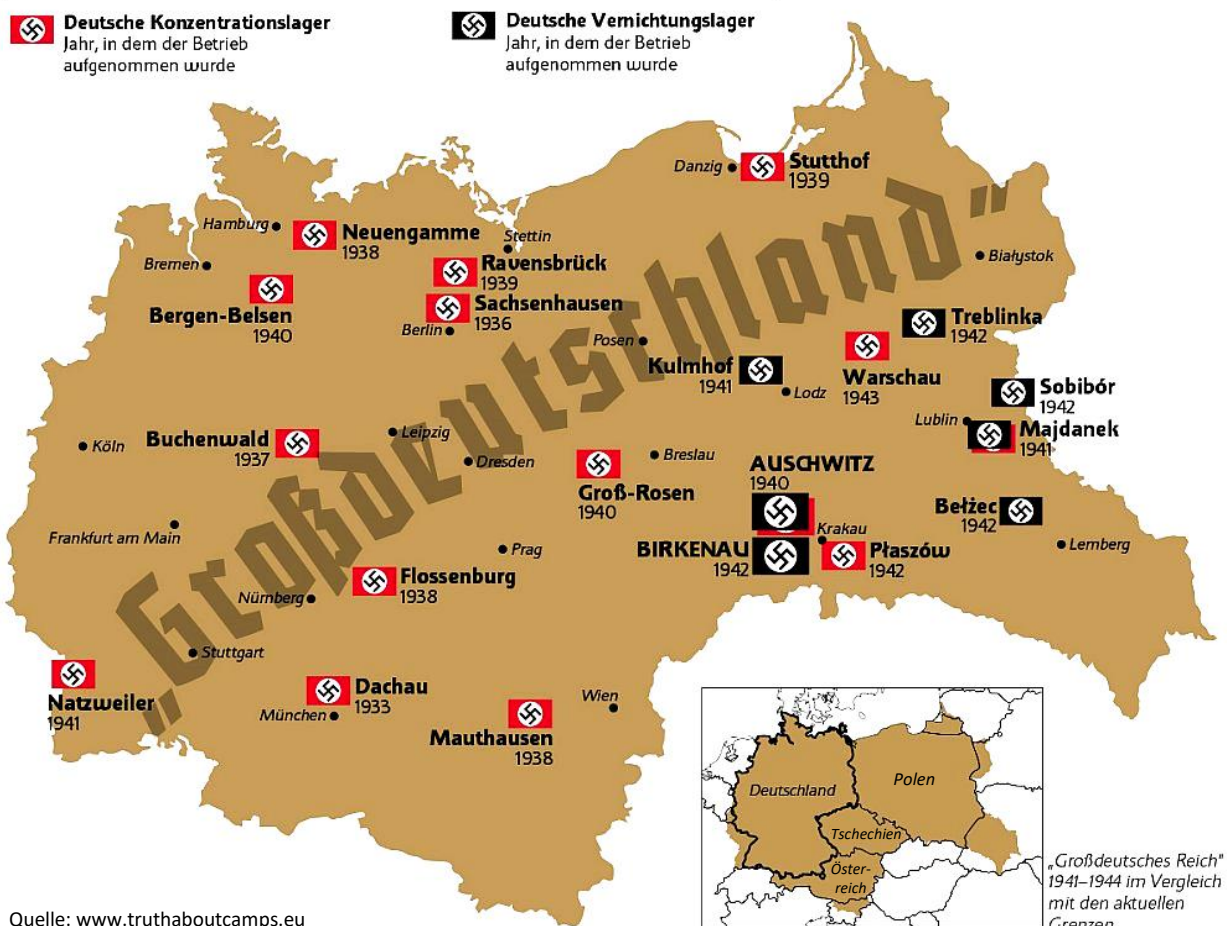 Deutsche Konzentrationslager
Jahr, in dem der Betrieb
aufgenommen wurde
Deutsche Vernichtungslager
Jahr, in dem der Betrieb
aufgenommen wurde
Danzig
Stutthof
1939
Hamburg
Neuengamme
1938
Stettin
Bremen
Ravensbrück
1939
Białystok
Bergen-Belsen
1940
Sachsenhausen
1936
Berlin
Treblinka
1942
Posen
Kulmhof
1941
Lodz
Warschau
1943
Sobibór
1942
Lublin
Majdanek
1941
Köln
Buchenwald
1937
Leipzig
Dresden
Groß-Rosen
1940
Breslau
AUSCHWITZ
1940
Krakau
BIRKENAU
1942
Płaszów
1942
Bełżec
1942
Lemberg
Frankfurt am Main
Prag
Flossenburg
1938
Nürnberg
„Großdeutschland”
Stuttgart
Natzweiler
1941
Dachau
1933
München
Mauthausen
1938
Wien
Deutschland
Polen
Tschechien
Öster-
reich
„Großdeutsches Reich"
1941–1944 im Vergleich
mit den aktuellen
Grenzen
Quelle: www.truthaboutcamps.eu